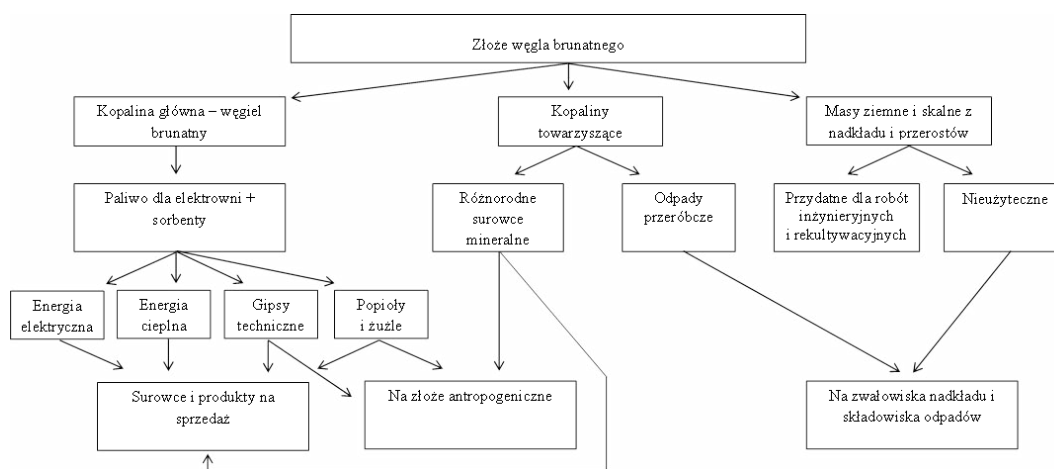 Złoże węgla brunatnego
Kopalina główna – węgiel
brunatny
Kopaliny
towarzyszące
Masy ziemne i skalne z
nadkładu i przerostów
Paliwo dla elektrowni +
sorbenty
Różnorodne
surowce
mineralne
Odpady
przeróbcze
Przydatne dla robót
inżynieryjnych
i rekultywacyjnych
Nieużyteczne
Energia
elektryczna
Energia
cieplna
Gipsy
techniczne
Popioły
i żużle
Surowce i produkty na
sprzedaż
Na złoże antropogeniczne
Na zwałowiska nadkładu i
składowiska odpadów